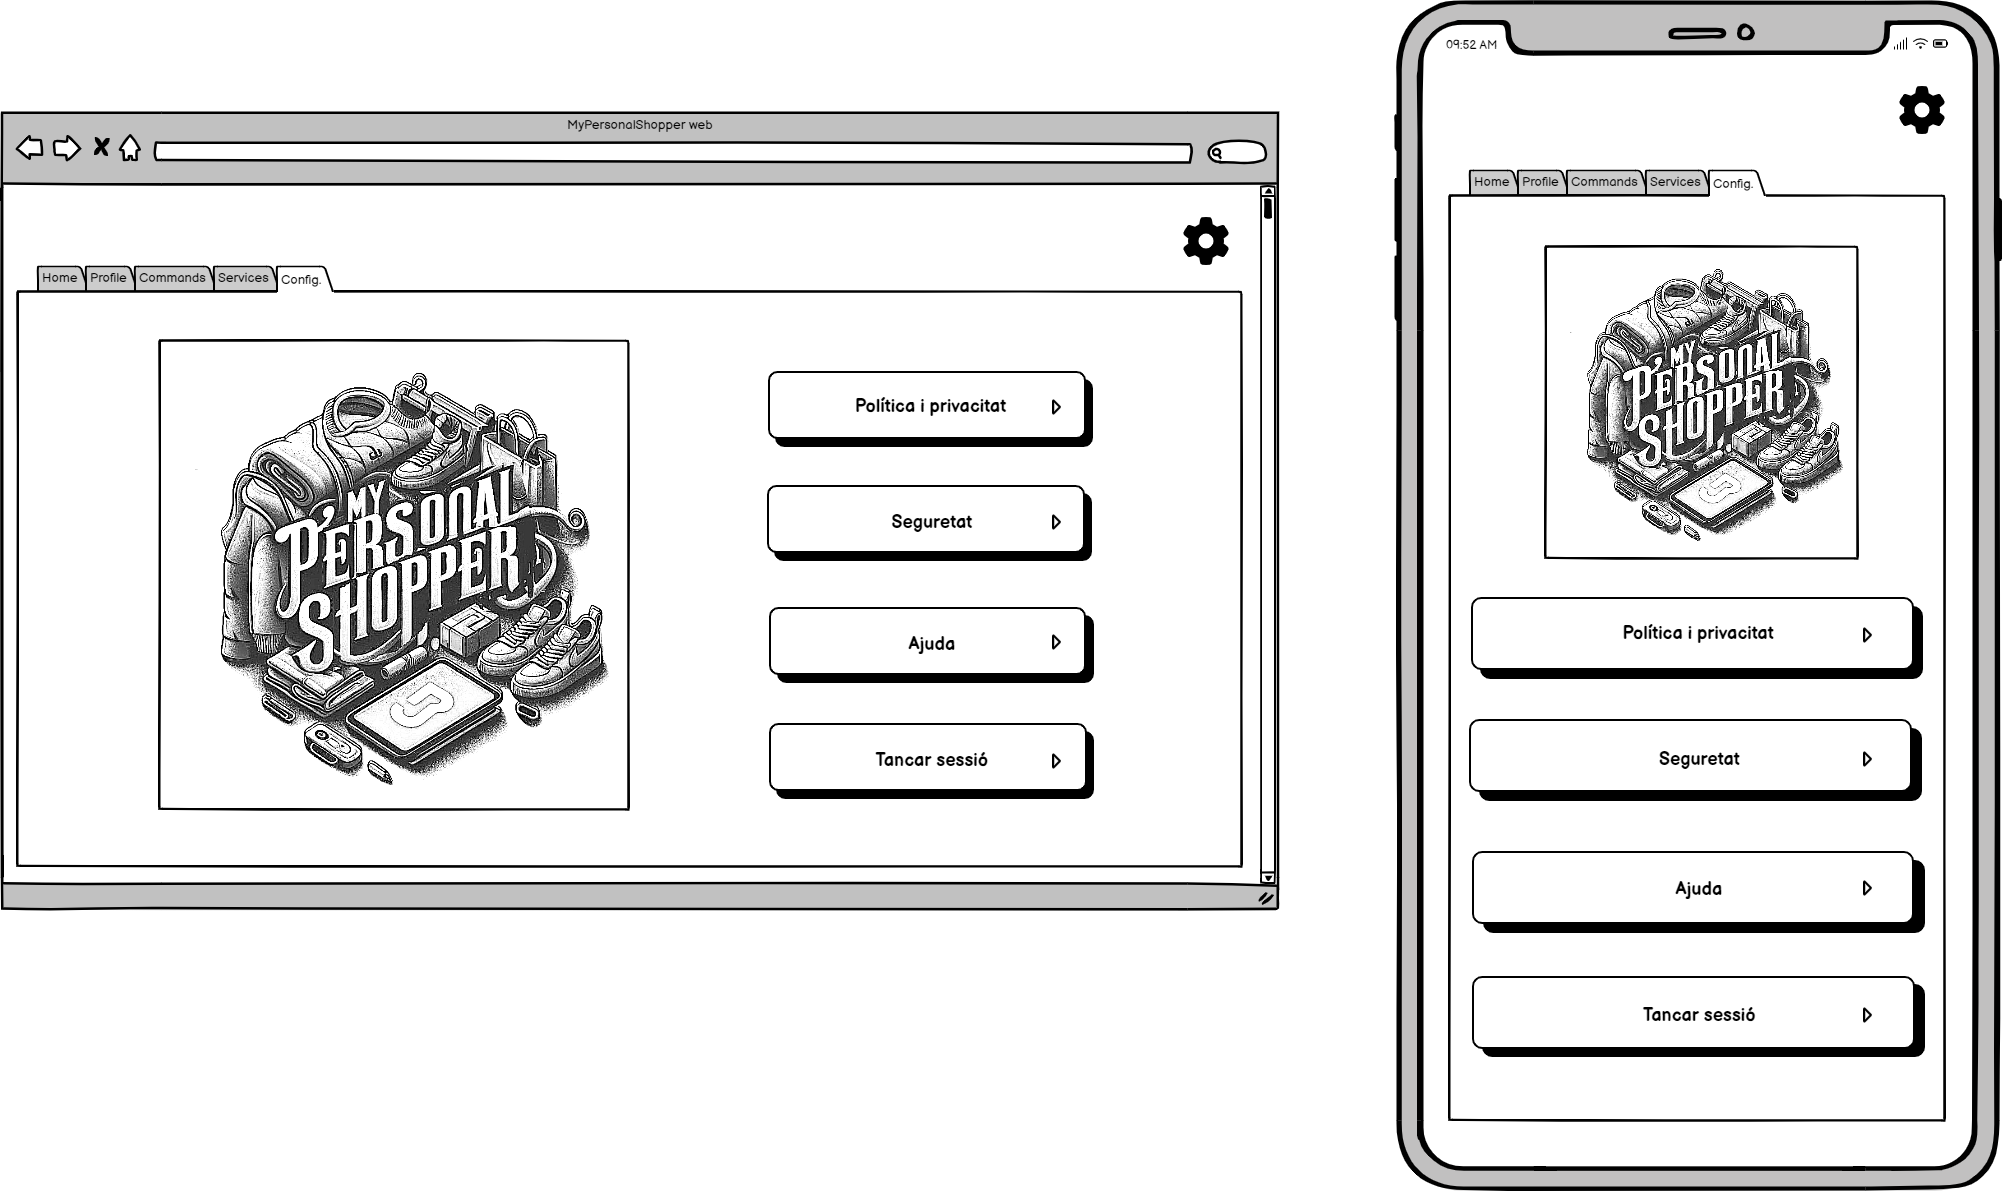 MyPersonalShopper web
Home Profile Commands Services Config.
MY
PERSONAL
SHOPPER
Política i privacitat
Seguretat
Ajuda
Tancar sessió
09:52 AM
Home Profile Commands Services Config.
MY
PERSONAL
SHOPPER
Política i privacitat
Seguretat
Ajuda
Tancar sessió